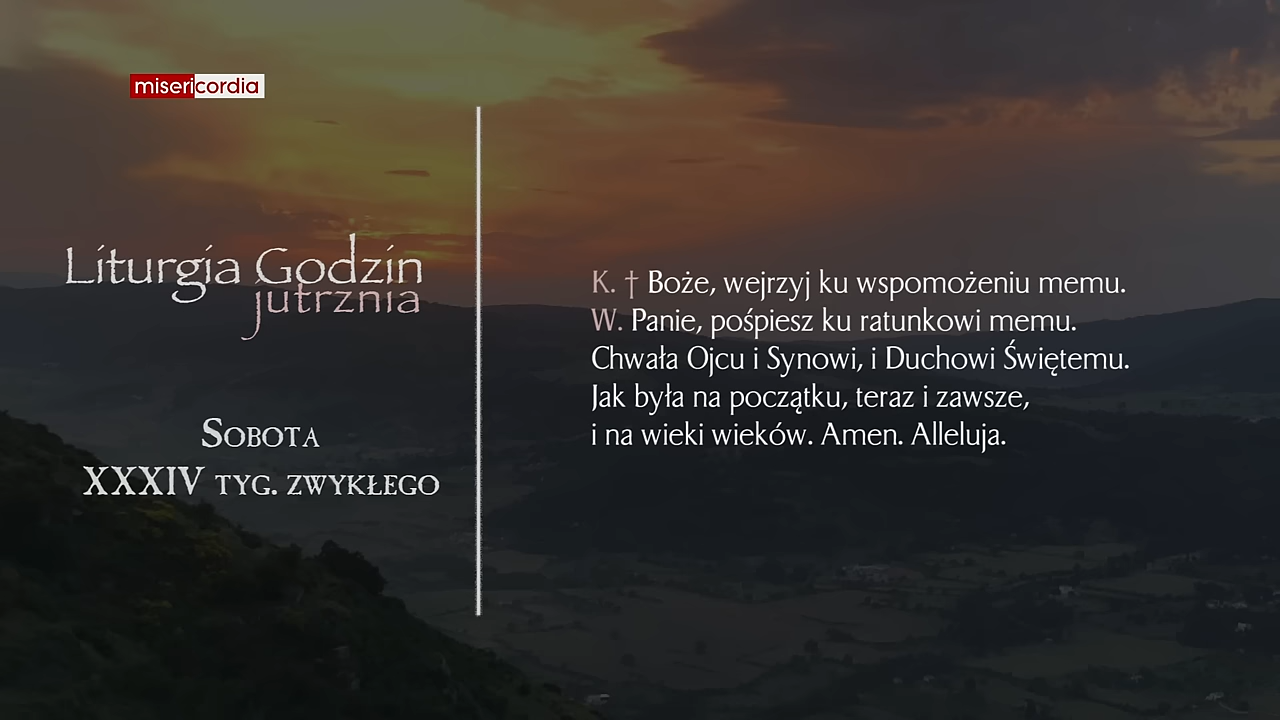 misericordia
Liturgia Godzin
jutrznia
Sobota
XXXIV tyg. zwykłego
K. † Boże, wejrzyj ku wspomożeniu memu.
W. Panie, pośpiesz ku ratunkowi memu.
Chwała Ojcu i Synowi, i Duchowi Świętemu.
Jak była na początku, teraz i zawsze,
i na wieki wieków. Amen. Alleluja.